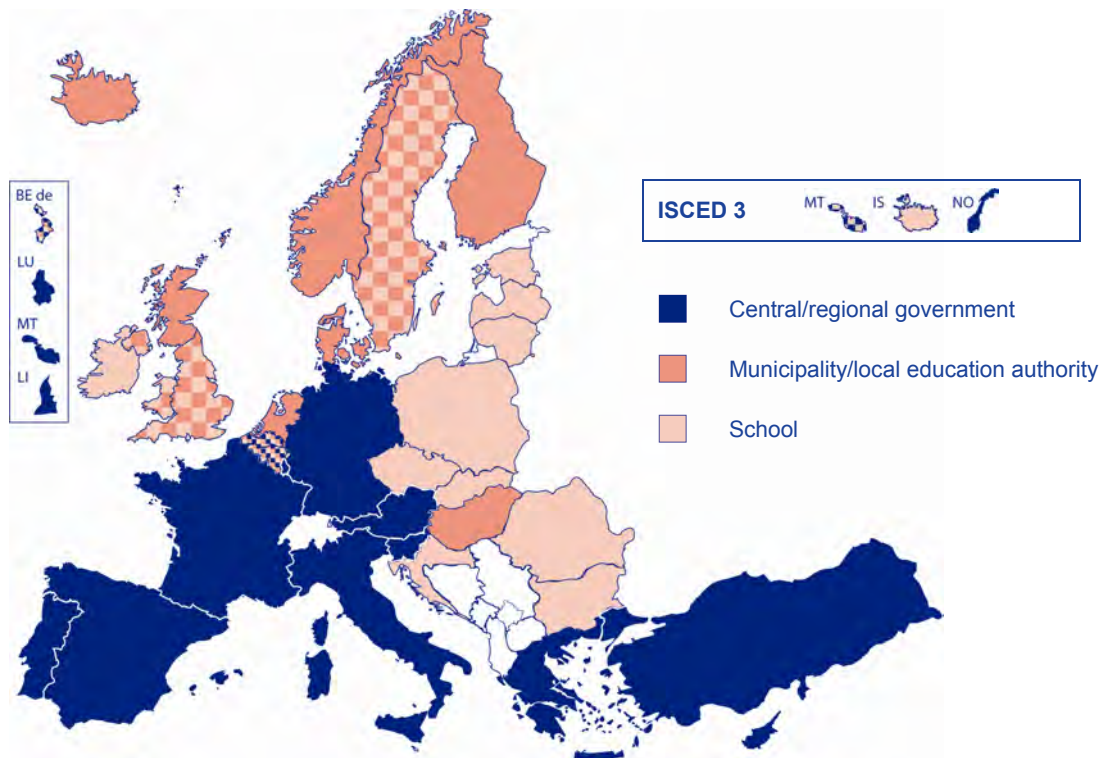 BE de
LU
MT
LI
ISCED 3 MT IS NO
Central/regional government
Municipality/local education authority
School